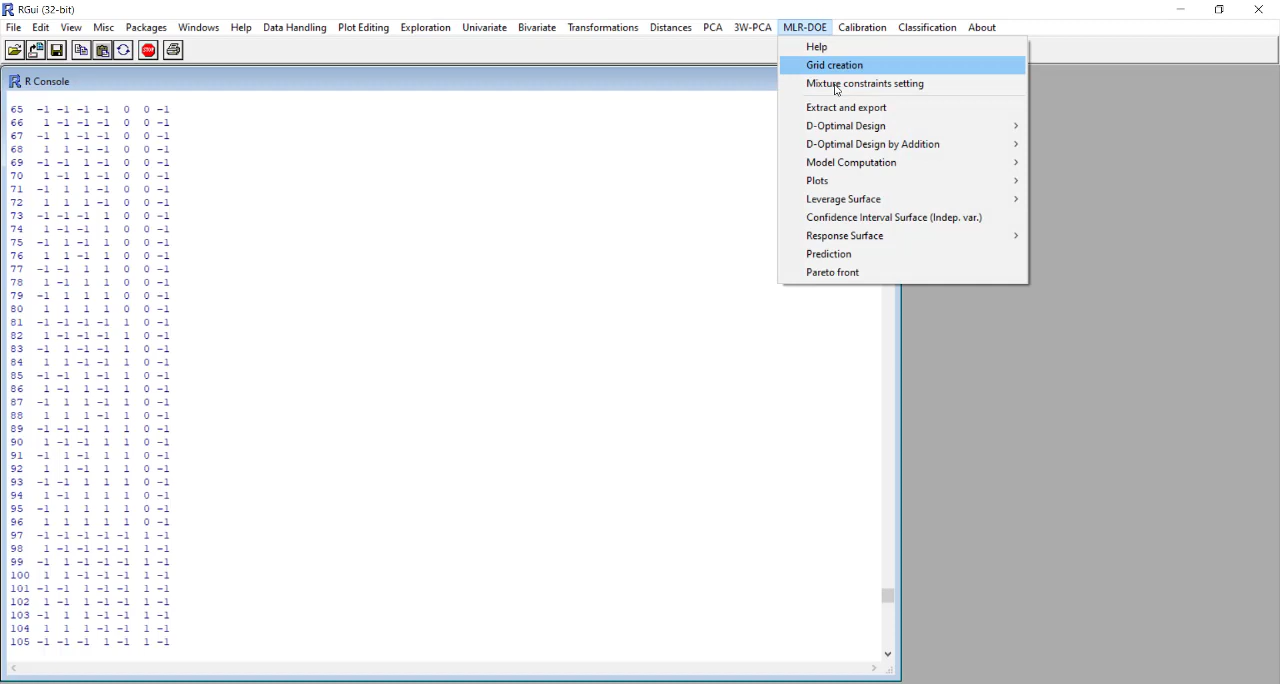 RGui (32-bit)
File Edit View Misc Packages Windows Help Data Handling Plot Editing Exploration Univariate Bivariate Transformations Distances PCA 3W-PCA MLR-DOE Calibration Classification About
STOP
R Console
Help
Grid creation
Mixture constraints setting
Extract and export
D-Optimal Design
D-Optimal Design by Addition
Model Computation
Plots
Leverage Surface
Confidence Interval Surface (Indep. var.)
Response Surface
Prediction
Pareto front
65 -1 -1 -1 -1 0 0 -1
66 1 -1 -1 -1 0 0 -1
67 -1 1 -1 -1 0 0 -1
68 1 1 -1 -1 0 0 -1
69 -1 -1 1 -1 0 0 -1
70 1 -1 1 -1 0 0 -1
71 -1 1 1 -1 0 0 -1
72 1 1 1 -1 0 0 -1
73 -1 -1 -1 1 0 0 -1
74 1 -1 -1 1 0 0 -1
75 -1 1 -1 1 0 0 -1
76 1 1 -1 1 0 0 -1
77 -1 -1 1 1 0 0 -1
78 1 -1 1 1 0 0 -1
79 -1 1 1 1 0 0 -1
80 1 1 1 1 0 0 -1
81 -1 -1 -1 -1 1 0 -1
82 1 -1 -1 -1 1 0 -1
83 -1 1 -1 -1 1 0 -1
84 1 1 -1 -1 1 0 -1
85 -1 -1 1 -1 1 0 -1
86 1 -1 1 -1 1 0 -1
87 -1 1 1 -1 1 0 -1
88 1 1 1 -1 1 0 -1
89 -1 -1 -1 1 1 0 -1
90 1 -1 -1 1 1 0 -1
91 -1 1 -1 1 1 0 -1
92 1 1 -1 1 1 0 -1
93 -1 -1 1 1 1 0 -1
94 1 -1 1 1 1 0 -1
95 -1 1 1 1 1 0 -1
96 1 1 1 1 1 0 -1
97 -1 -1 -1 -1 -1 1 -1
98 1 -1 -1 -1 -1 1 -1
99 -1 1 -1 -1 -1 1 -1
100 1 1 -1 -1 -1 1 -1
101 -1 -1 1 -1 -1 1 -1
102 1 -1 1 -1 -1 1 -1
103 -1 1 1 -1 -1 1 -1
104 1 1 1 -1 -1 1 -1
105 -1 -1 -1 1 -1 1 -1